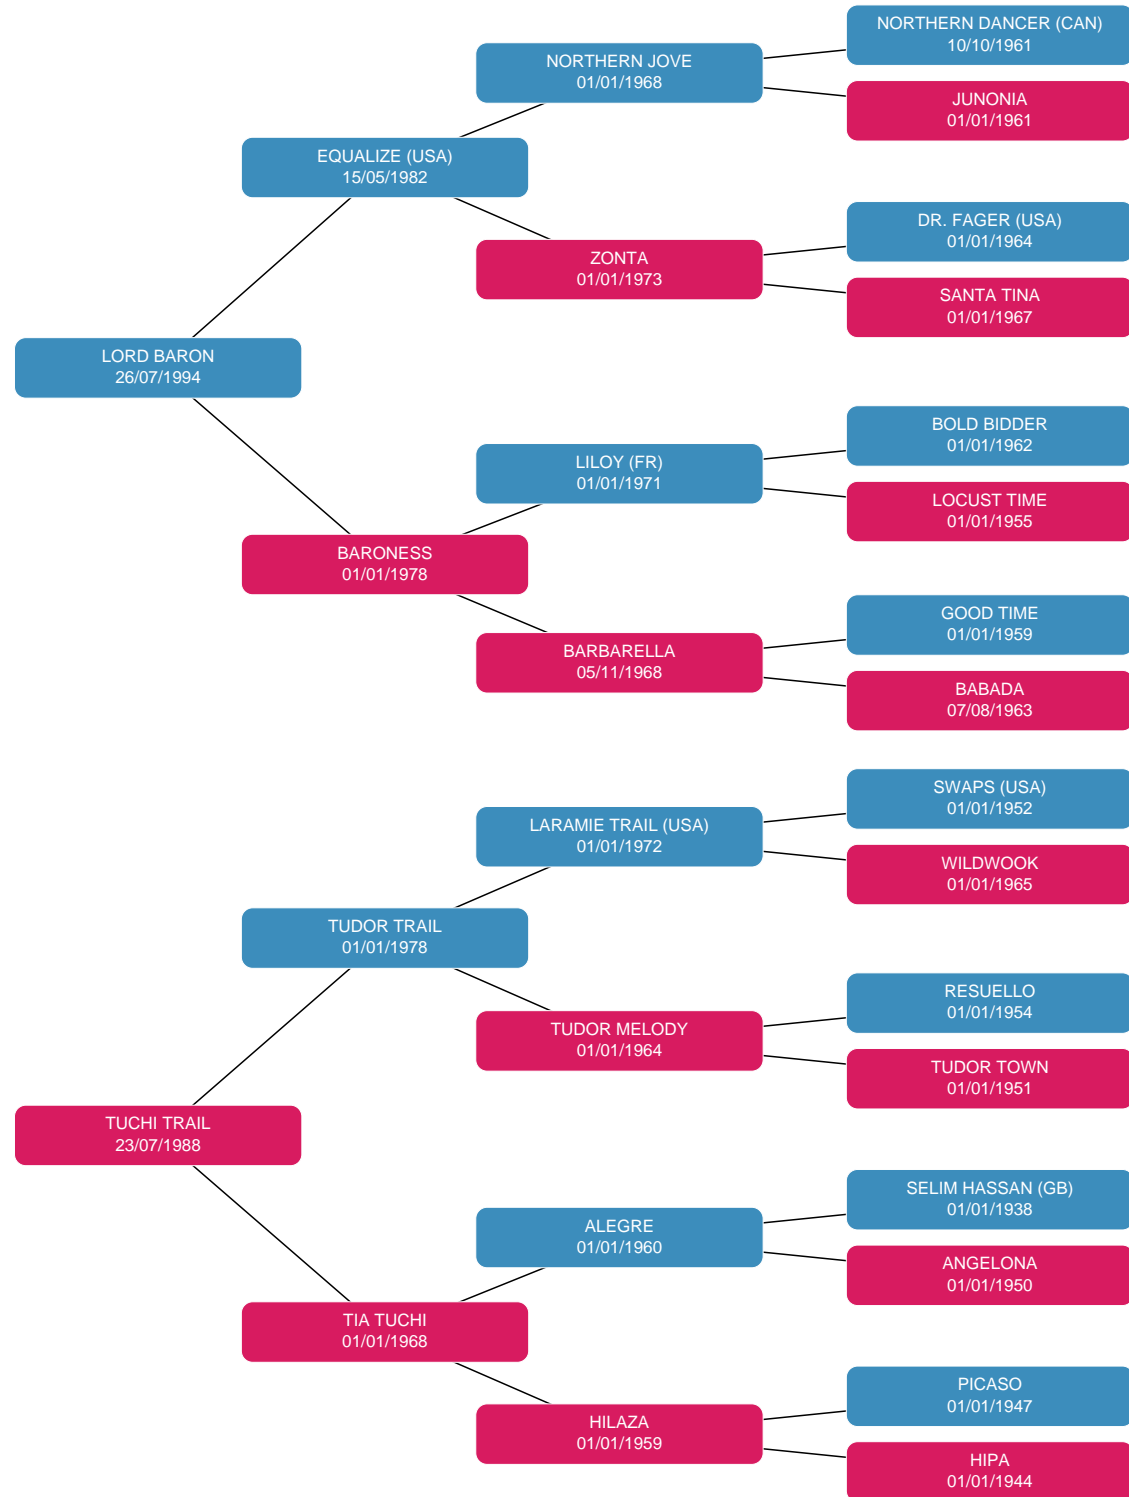 NORTHERN DANCER (CAN)
10/10/1961
NORTHERN JOVE
01/01/1968
JUNONIA
01/01/1961
EQUALIZE (USA)
15/05/1982
DR. FAGER (USA)
01/01/1964
ZONTA
01/01/1973
SANTA TINA
01/01/1967
LORD BARON
26/07/1994
BOLD BIDDER
01/01/1962
LILOY (FR)
01/01/1971
LOCUST TIME
01/01/1955
BARONESS
01/01/1978
GOOD TIME
01/01/1959
BARBARELLA
05/11/1968
BABADA
07/08/1963
SWAPS (USA)
01/01/1952
LARAMIE TRAIL (USA)
01/01/1972
WILDWOOK
01/01/1965
TUDOR TRAIL
01/01/1978
RESUELLO
01/01/1954
TUDOR MELODY
01/01/1964
TUDOR TOWN
01/01/1951
TUCHI TRAIL
23/07/1988
SELIM HASSAN (GB)
01/01/1938
ALEGRE
01/01/1960
ANGELONA
01/01/1950
TIA TUCHI
01/01/1968
PICASO
01/01/1947
HILAZA
01/01/1959
HIPA
01/01/1944